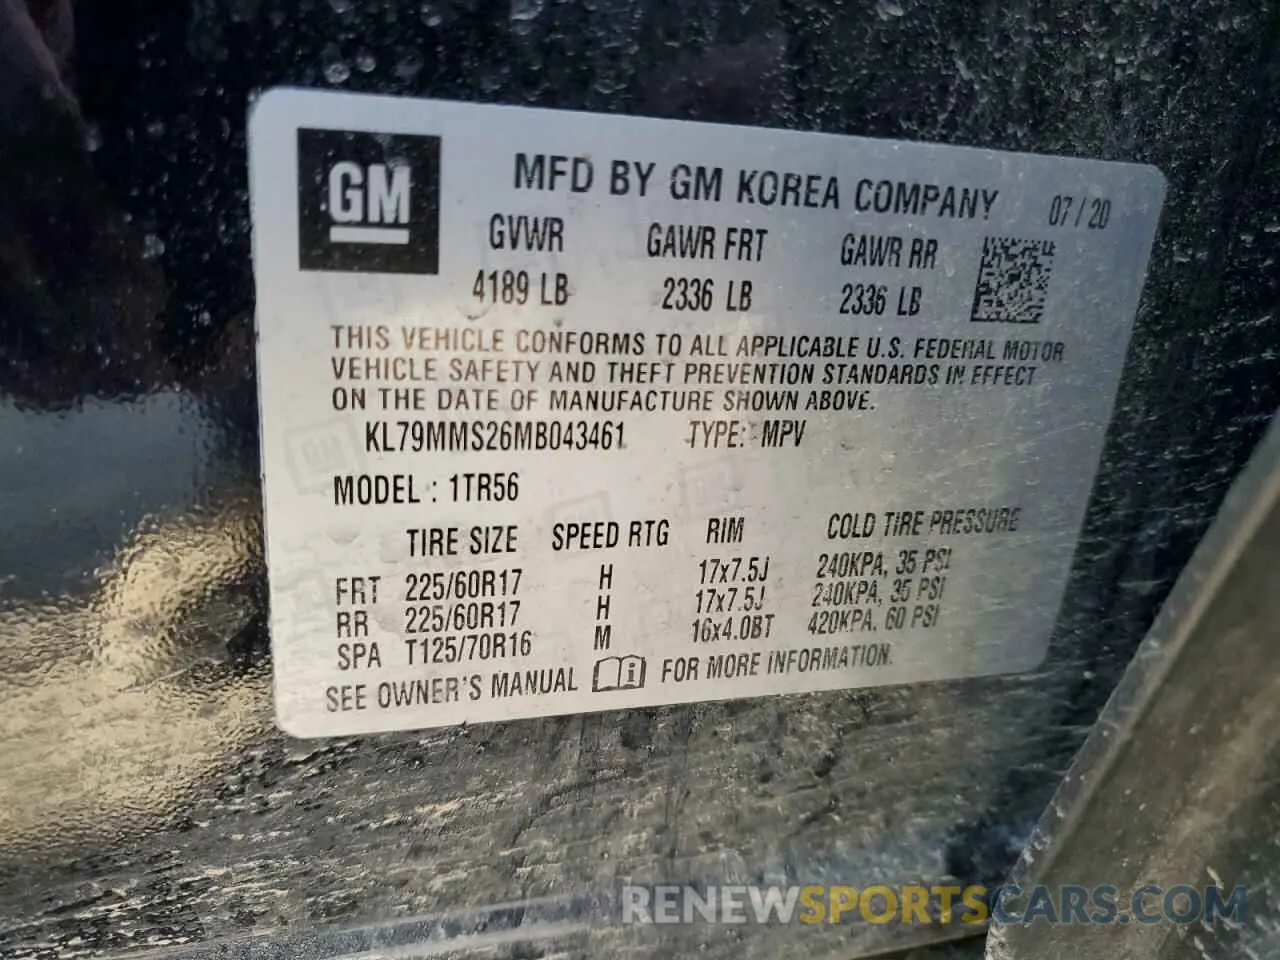 GM MFD BY GM KOREA COMPANY 07 / 20
GVWR GAWR FRT GAWR RR
4189 LB 2336 LB 2336 LB
THIS VEHICLE CONFORMS TO ALL APPLICABLE U.S. FEDERAL MOTOR
VEHICLE SAFETY AND THEFT PREVENTION STANDARDS IN EFFECT
ON THE DATE OF MANUFACTURE SHOWN ABOVE.
KL79MMS26MB043461 TYPE: MPV
MODEL : 1TR56
TIRE SIZE SPEED RTG RIM COLD TIRE PRESSURE
FRT 225/60R17 H 17x7.5J 240KPA, 35 PSI
RR 225/60R17 H 17x7.5J 240KPA, 35 PSI
SPA T125/70R16 M 16x4.0BT 420KPA, 60 PSI
SEE OWNER'S MANUAL FOR MORE INFORMATION.
RENEWSPORTSCARS.COM